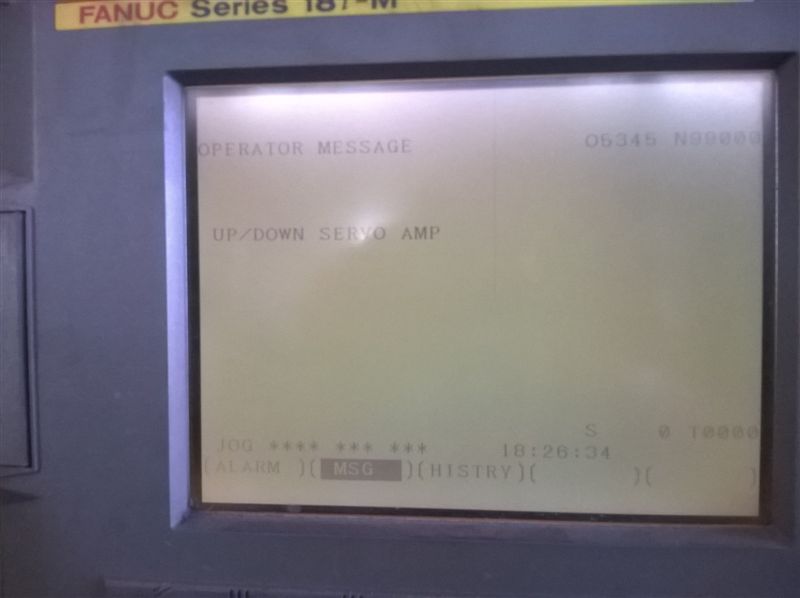 FANUC Series 18i-M
OPERATOR MESSAGE O5345 N99000
UP/DOWN SERVO AMP
S 0 T0000
JOG **** *** *** 18:26:34
(ALARM )( MSG )(HISTRY)( )( )